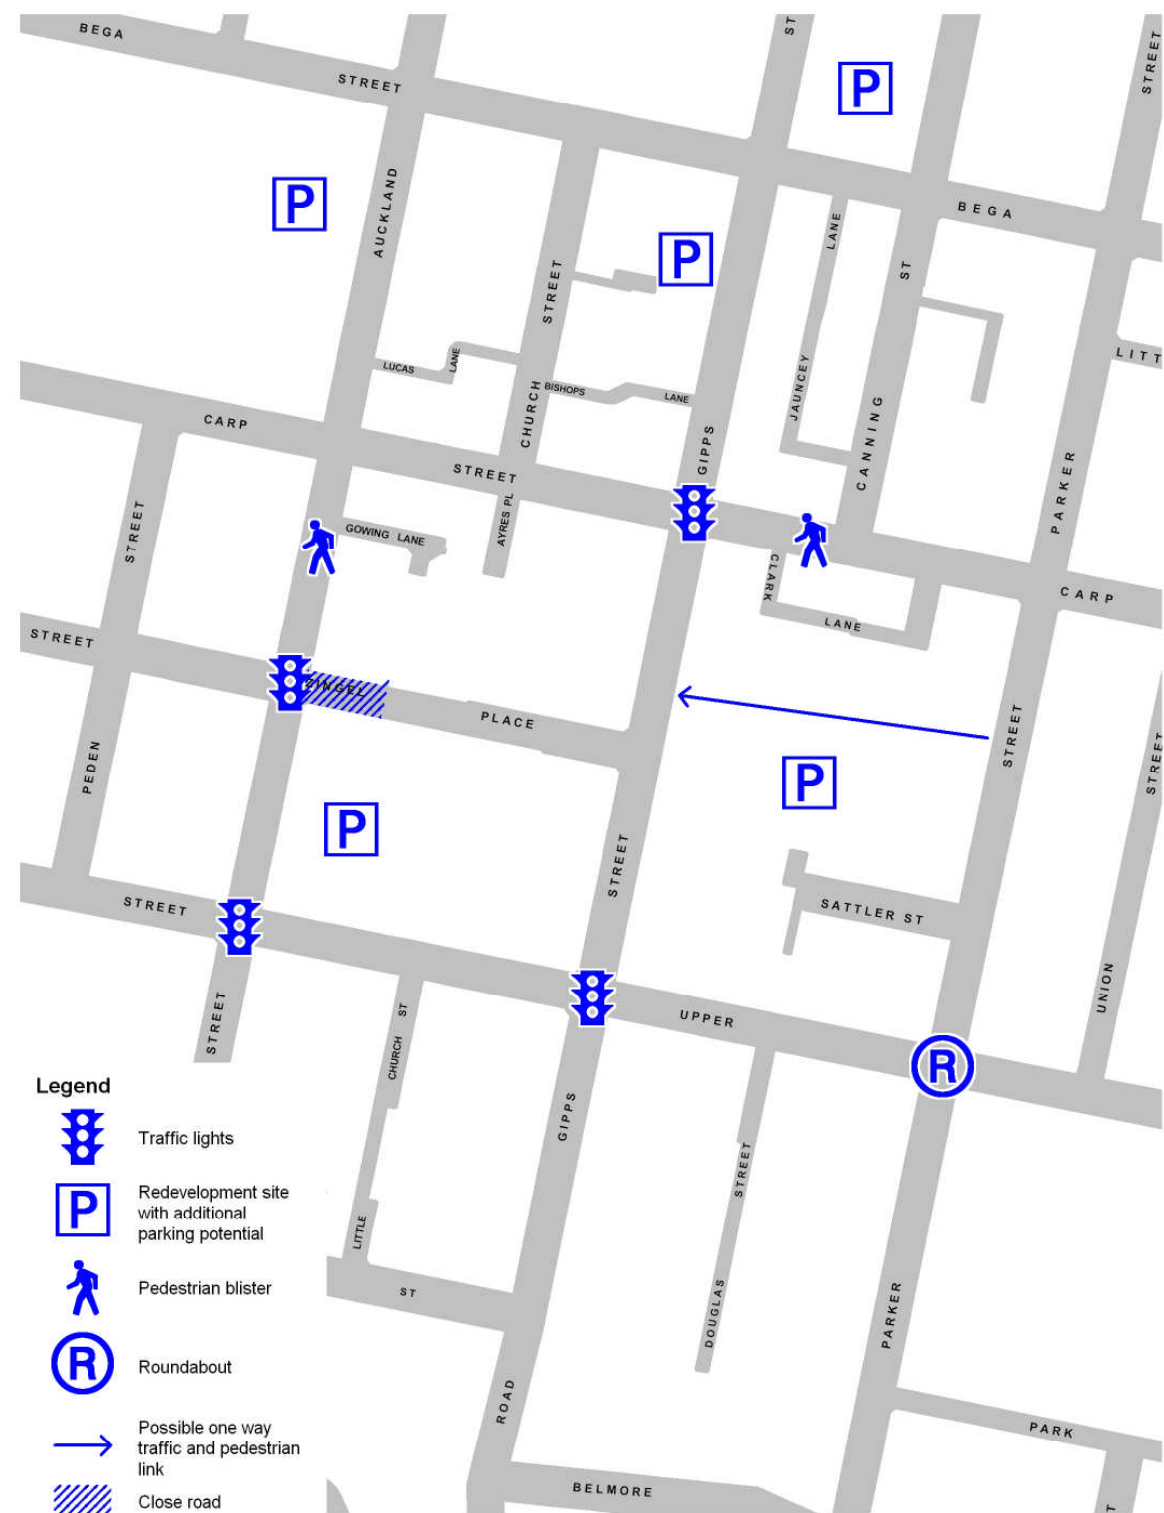 BEGA
STREET
ST
STREET
P
P
AUCKLAND
P
LANE
BEGA
ST
STREET
LITT
LUCAS
LANE
BISHOPS
LANE
JAUNCEY
CHURCH
GIPPS
CANNING
PARKER
CARP
STREET
STREET
AYRES PL
GOWING LANE
CLARK
LANE
CARP
STREET
ZINGEL
PLACE
STREET
STREET
PEDEN
P
P
STREET
STREET
SATTLER ST
UNION
STREET
CHURCH ST
UPPER
R
GIPPS
STREET
LITTLE
ST
DOUGLAS
PARKER
ROAD
PARK
BELMORE
T
Legend
Traffic lights
P
Redevelopment site
with additional
parking potential
Pedestrian blister
R
Roundabout
Possible one way
traffic and pedestrian
link
Close road